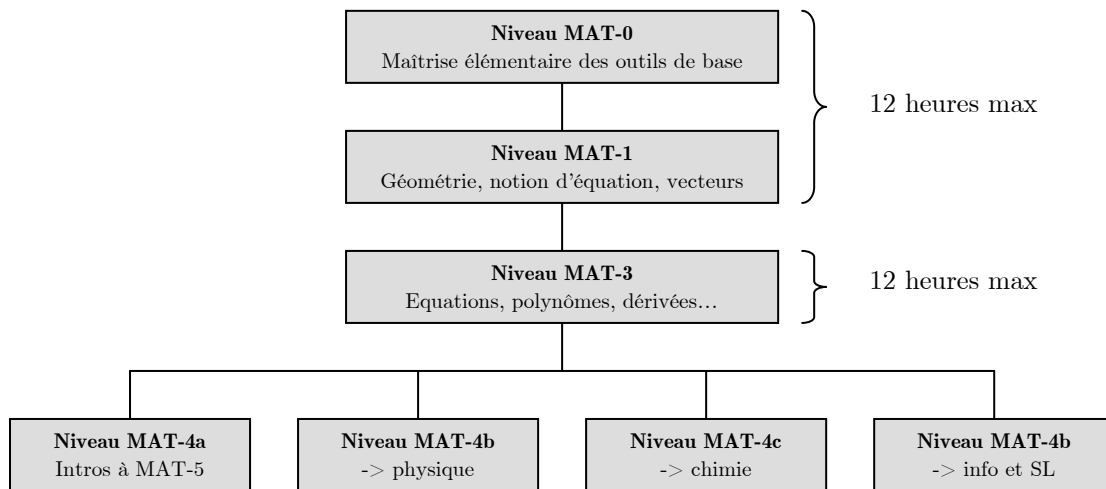 Niveau MAT-0
Maîtrise élémentaire des outils de base
12 heures max
Niveau MAT-1
Géométrie, notion d'équation, vecteurs
Niveau MAT-3
Equations, polynômes, dérivées…
12 heures max
Niveau MAT-4a
Intros à MAT-5
Niveau MAT-4b
-> physique
Niveau MAT-4c
-> chimie
Niveau MAT-4b
-> info et SL